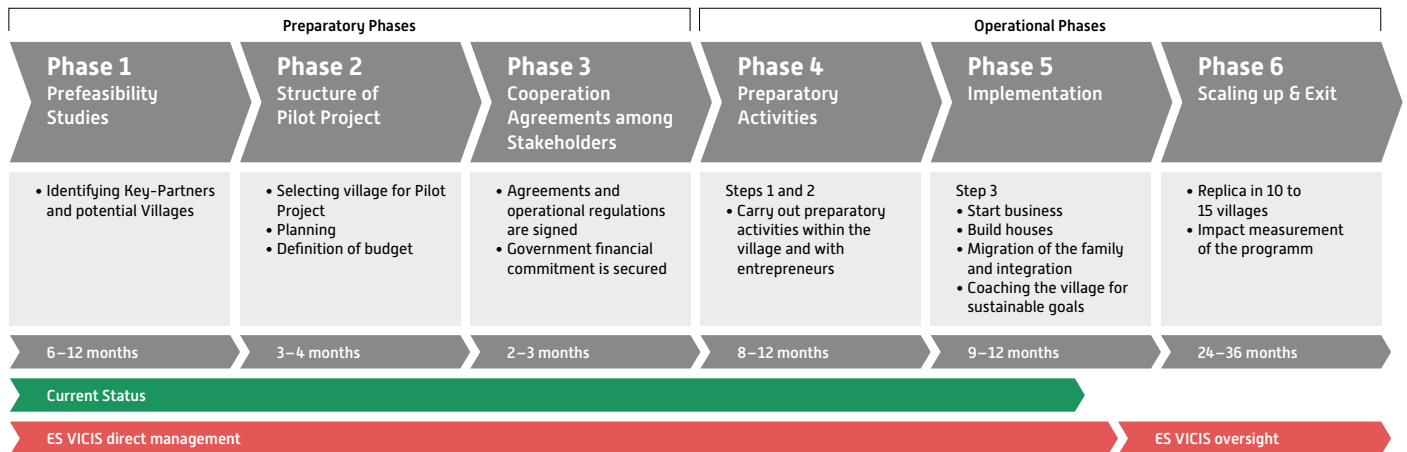 Preparatory Phases
Operational Phases
Phase 1
Prefeasibility
Studies
Phase 2
Structure of
Pilot Project
Phase 3
Cooperation
Agreements among
Stakeholders
Phase 4
Preparatory
Activities
Phase 5
Implementation
Phase 6
Scaling up & Exit
• Identifying Key-Partners
and potential Villages
• Selecting village for Pilot
Project
• Planning
• Definition of budget
• Agreements and
operational regulations
are signed
• Government financial
commitment is secured
Steps 1 and 2
• Carry out preparatory
activities within the
village and with
entrepreneurs
Step 3
• Start business
• Build houses
• Migration of the family
and integration
• Coaching the village for
sustainable goals
• Replica in 10 to
15 villages
• Impact measurement
of the programm
6–12 months
3–4 months
2–3 months
8–12 months
9–12 months
24–36 months
Current Status
ES VICIS direct management
ES VICIS oversight